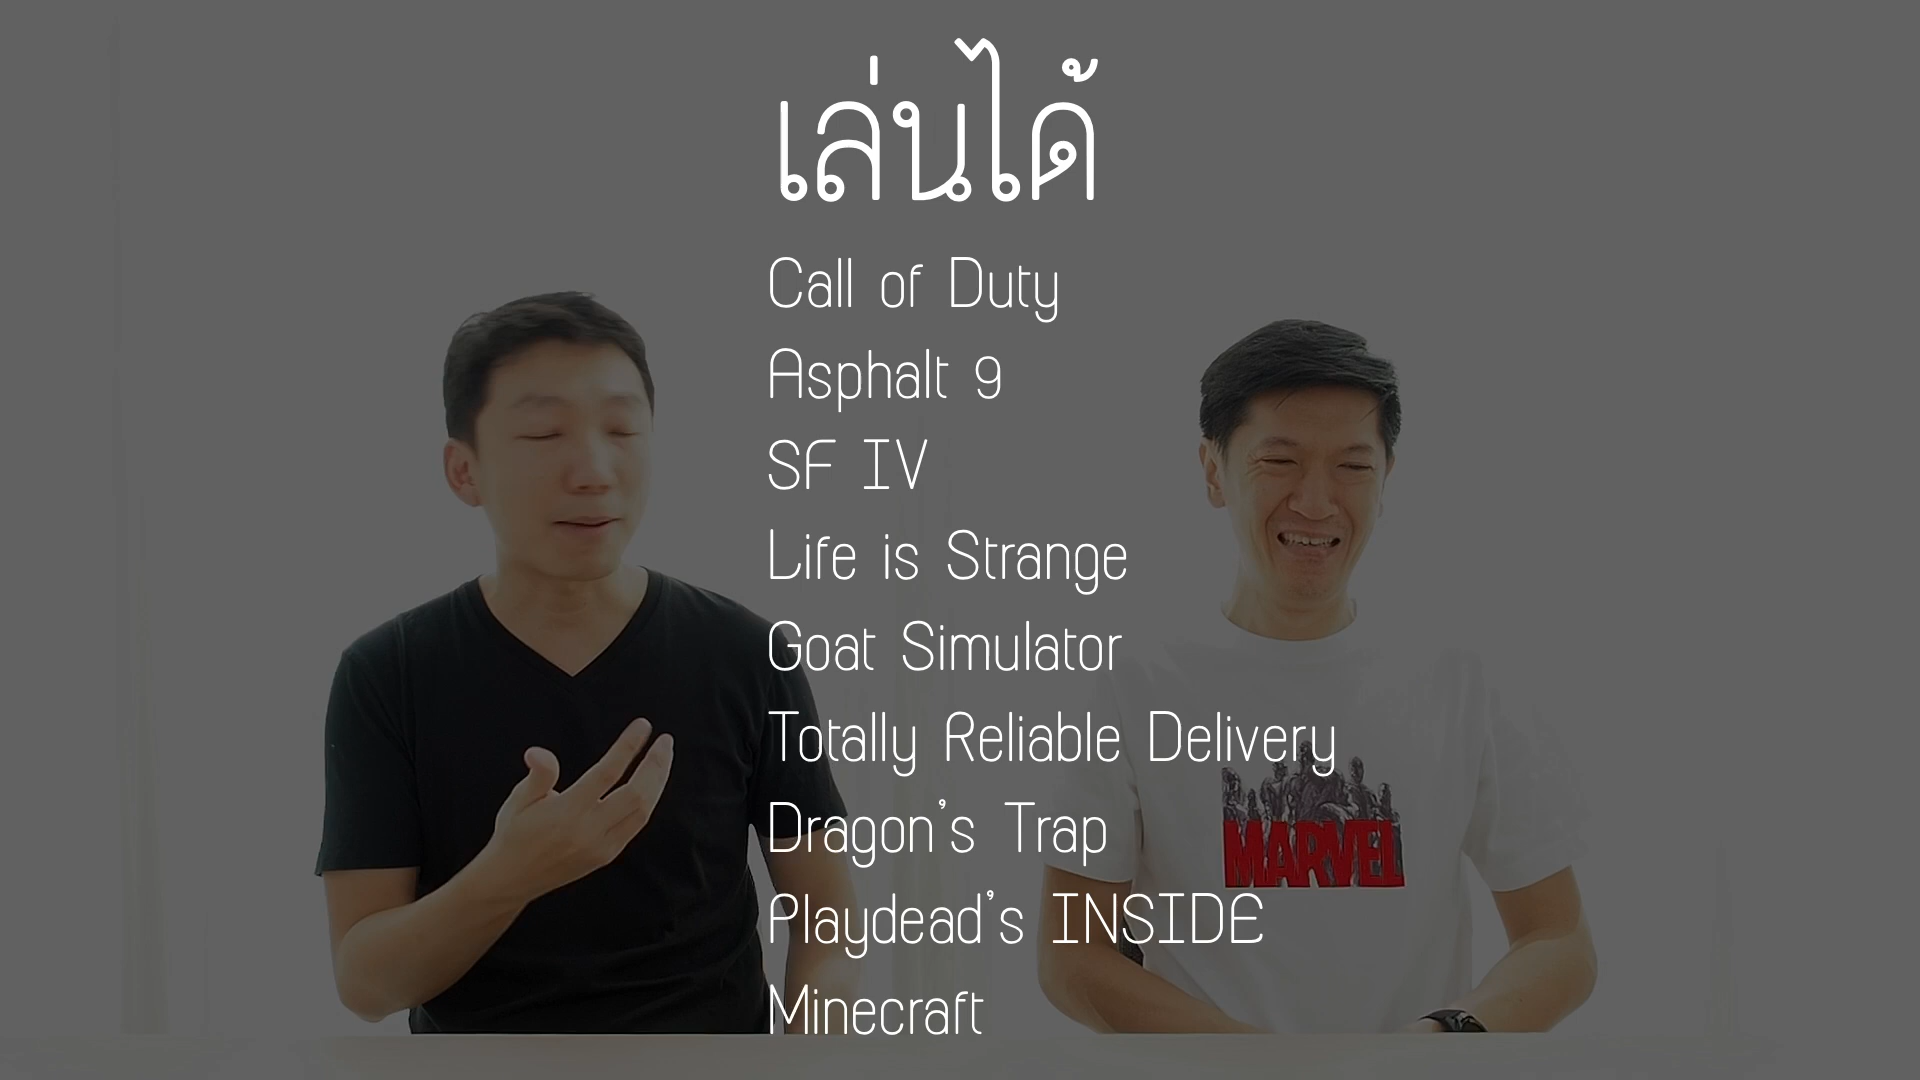 เล่นได้
Call of Duty
Asphalt 9
SF IV
Life is Strange
Goat Simulator
Totally Reliable Delivery
Dragon's Trap
Playdead's INSIDE
Minecraft
MARVEL